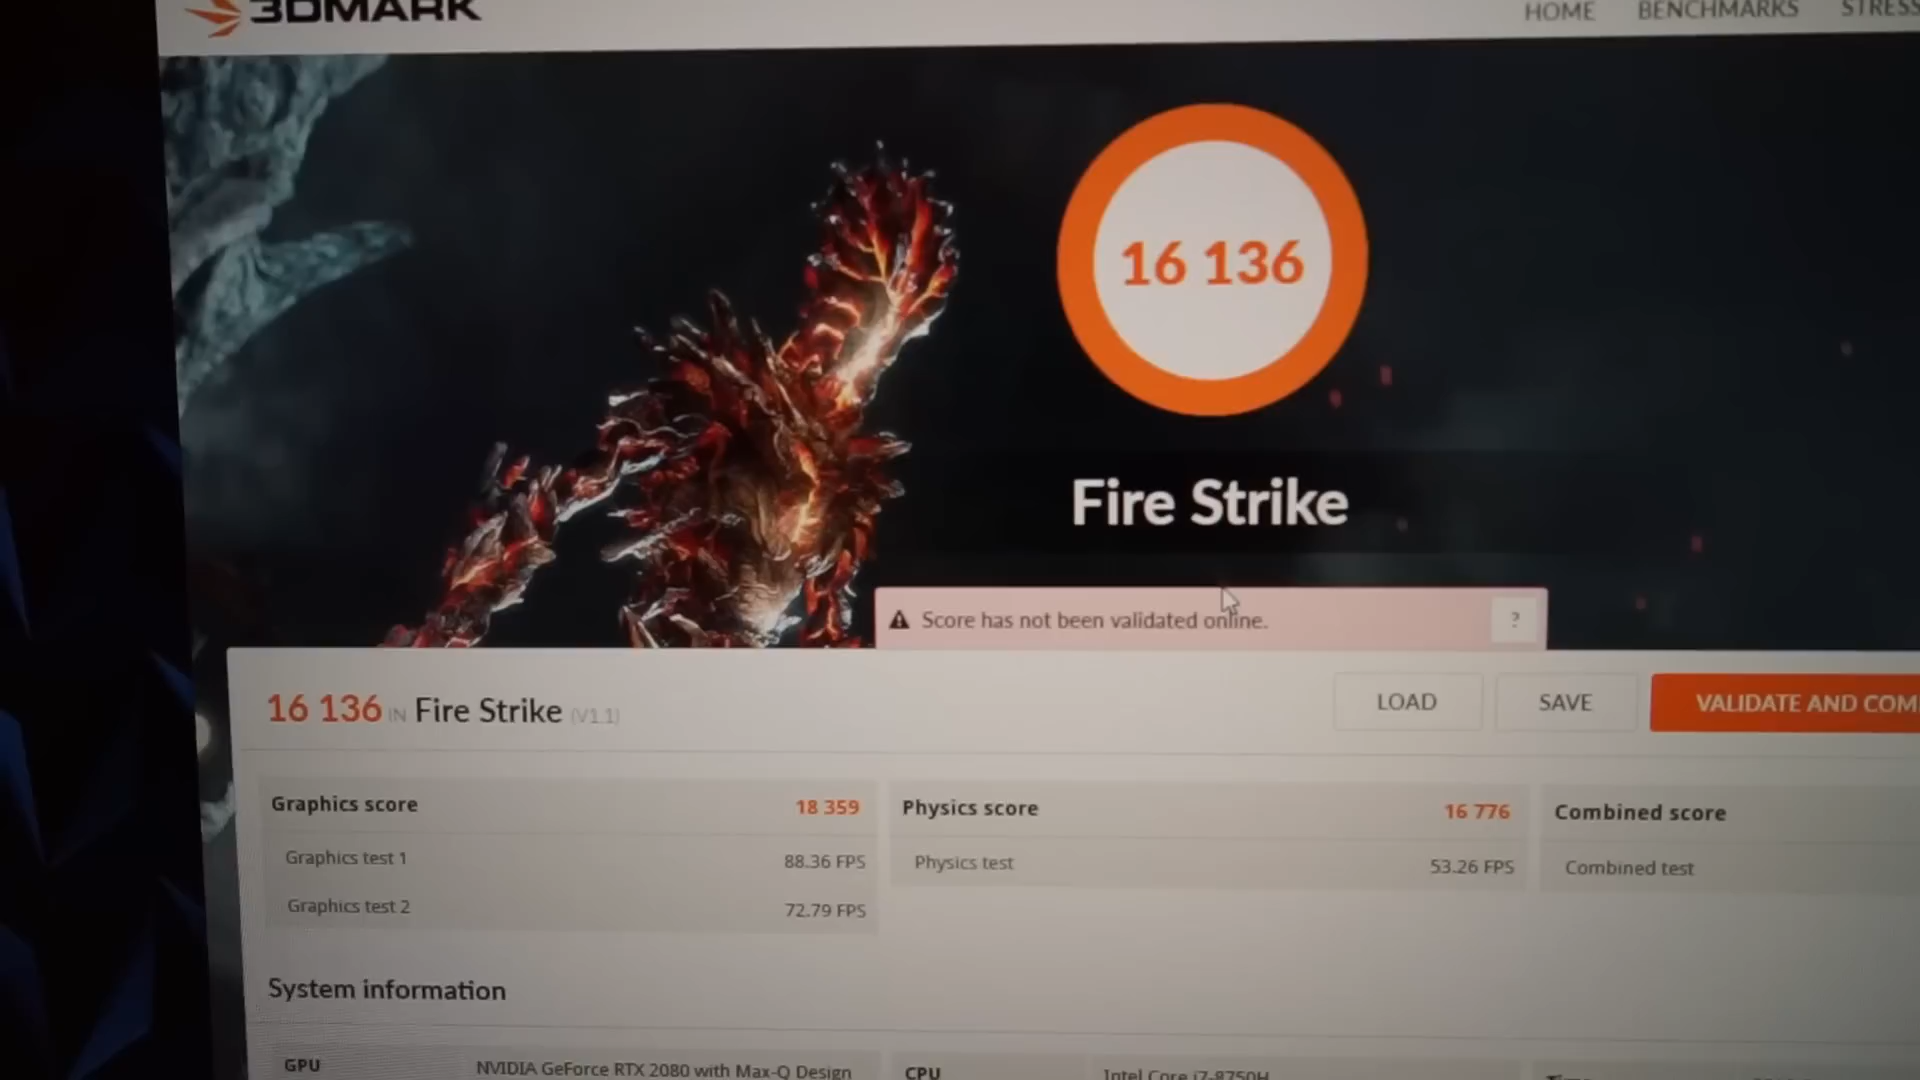 3DMARK
HOME BENCHMARKS STRESS
16 136
Fire Strike
Score has not been validated online.
?
16 136 IN Fire Strike (V1.1)
LOAD SAVE VALIDATE AND COM
Graphics score 18 359
Graphics test 1 88.36 FPS
Graphics test 2 72.79 FPS
Physics score 16 776
Physics test 53.26 FPS
Combined score
Combined test
System information
GPU NVIDIA GeForce RTX 2080 with Max-Q Design
CPU Intel Core i7-8750H